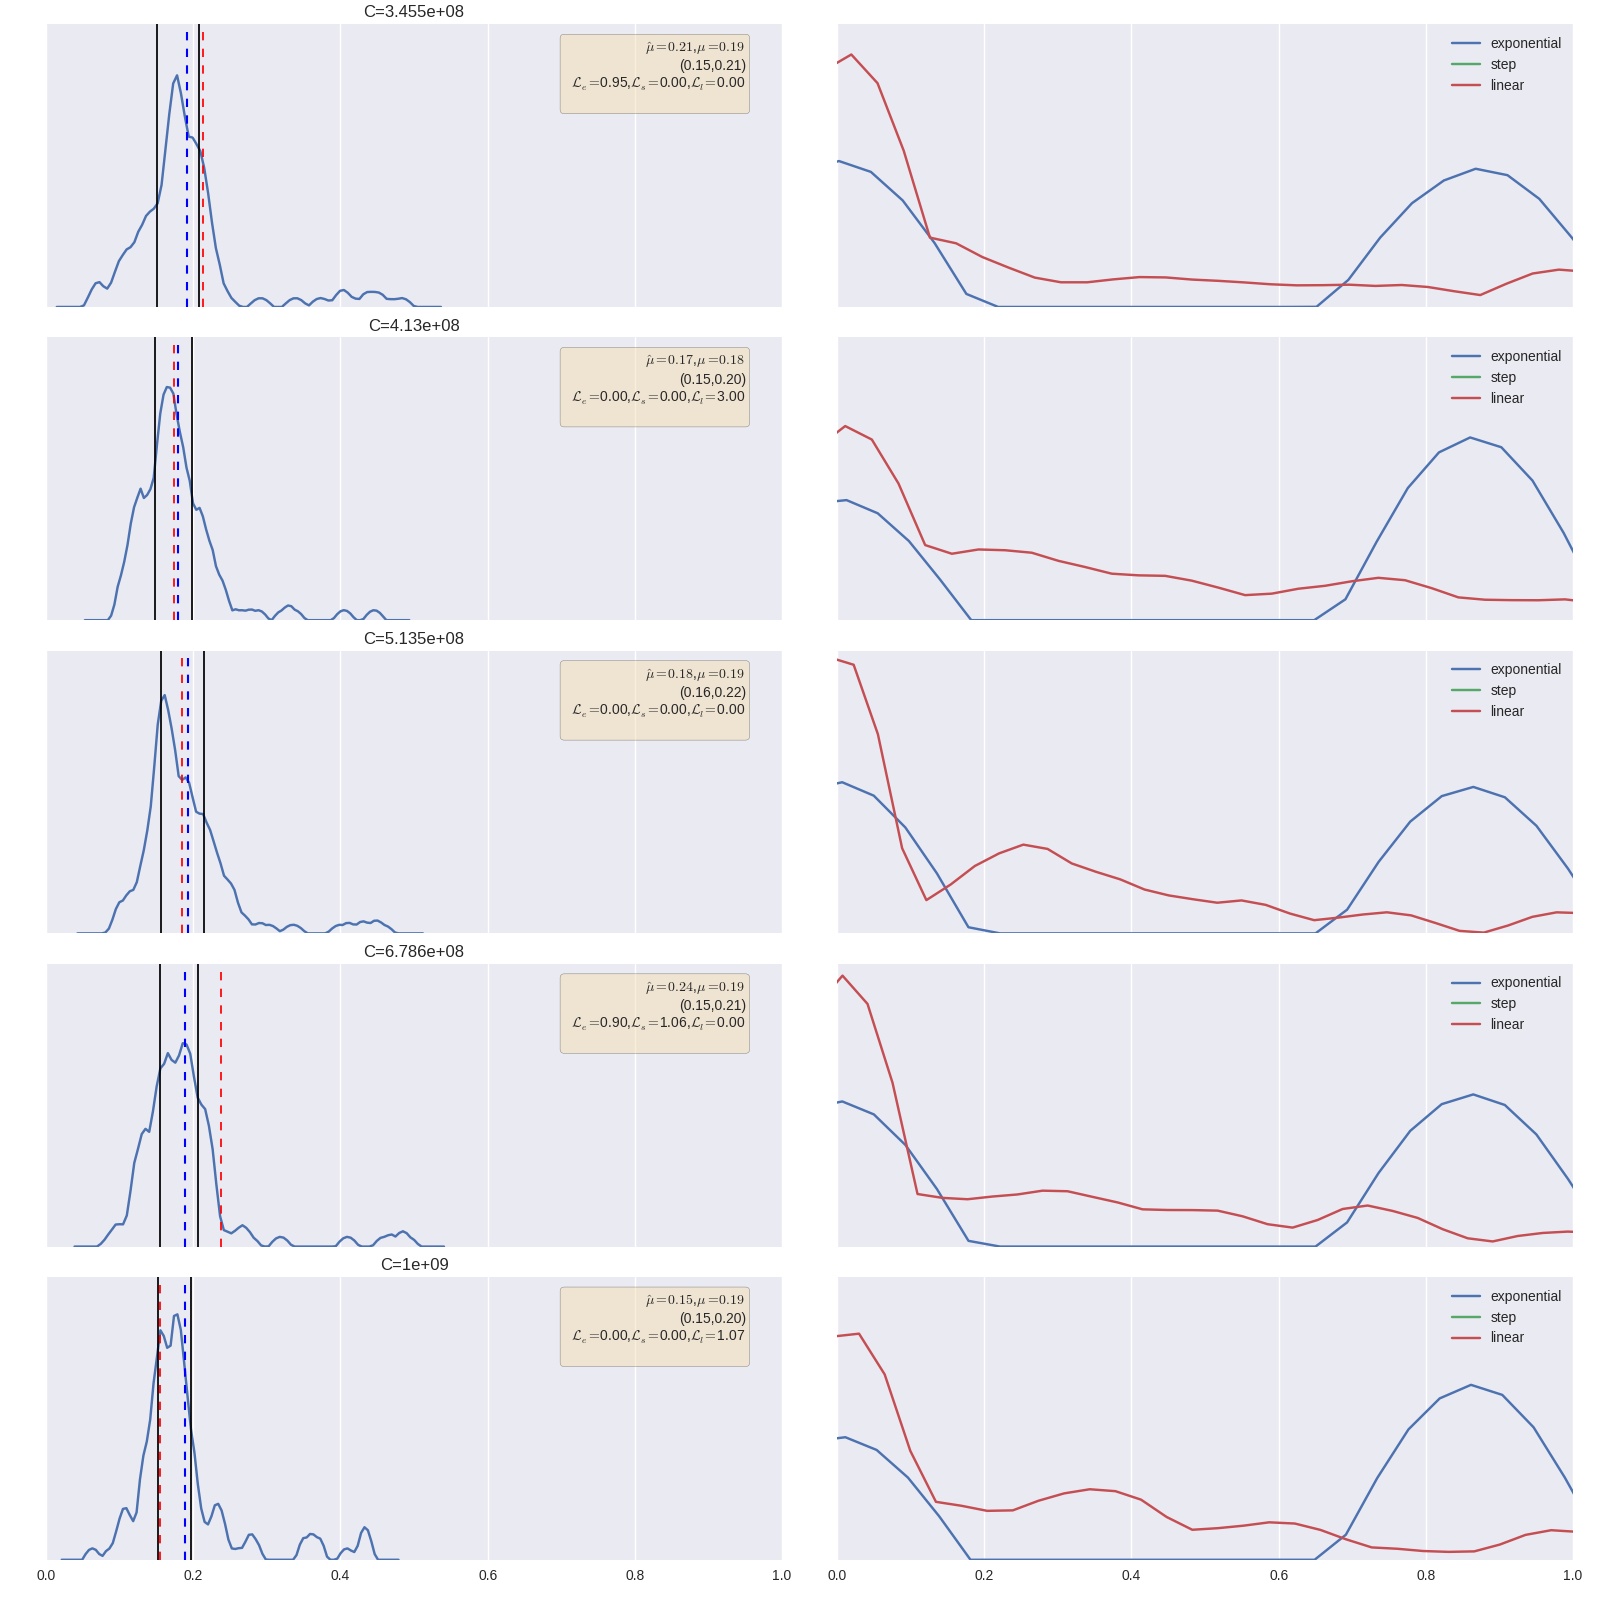 C=3.455e+08
μ̂=0.21,μ=0.19
(0.15,0.21)
ℒₑ=0.95,ℒₛ=0.00,ℒₗ=0.00
exponential
step
linear
C=4.13e+08
μ̂=0.17,μ=0.18
(0.15,0.20)
ℒₑ=0.00,ℒₛ=0.00,ℒₗ=3.00
exponential
step
linear
C=5.135e+08
μ̂=0.18,μ=0.19
(0.16,0.22)
ℒₑ=0.00,ℒₛ=0.00,ℒₗ=0.00
exponential
step
linear
C=6.786e+08
μ̂=0.24,μ=0.19
(0.15,0.21)
ℒₑ=0.90,ℒₛ=1.06,ℒₗ=0.00
exponential
step
linear
C=1e+09
μ̂=0.15,μ=0.19
(0.15,0.20)
ℒₑ=0.00,ℒₛ=0.00,ℒₗ=1.07
exponential
step
linear
0.0 0.2 0.4 0.6 0.8 1.0
0.0 0.2 0.4 0.6 0.8 1.0